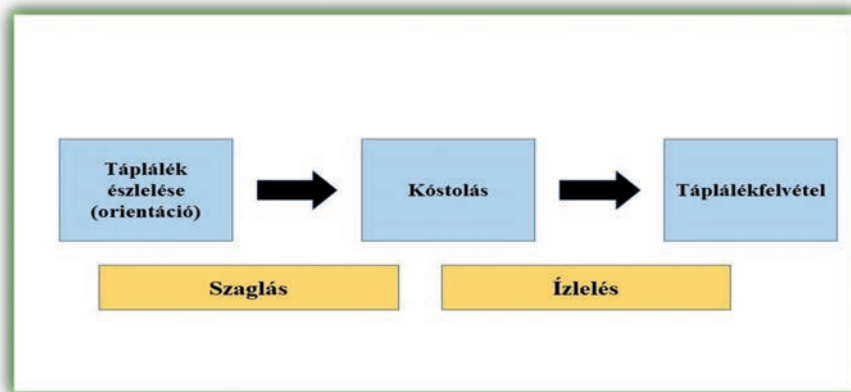 Táplálék
észlelése
(orientáció)
Kóstolás
Táplálékfelvétel
Szaglás
Ízlelés